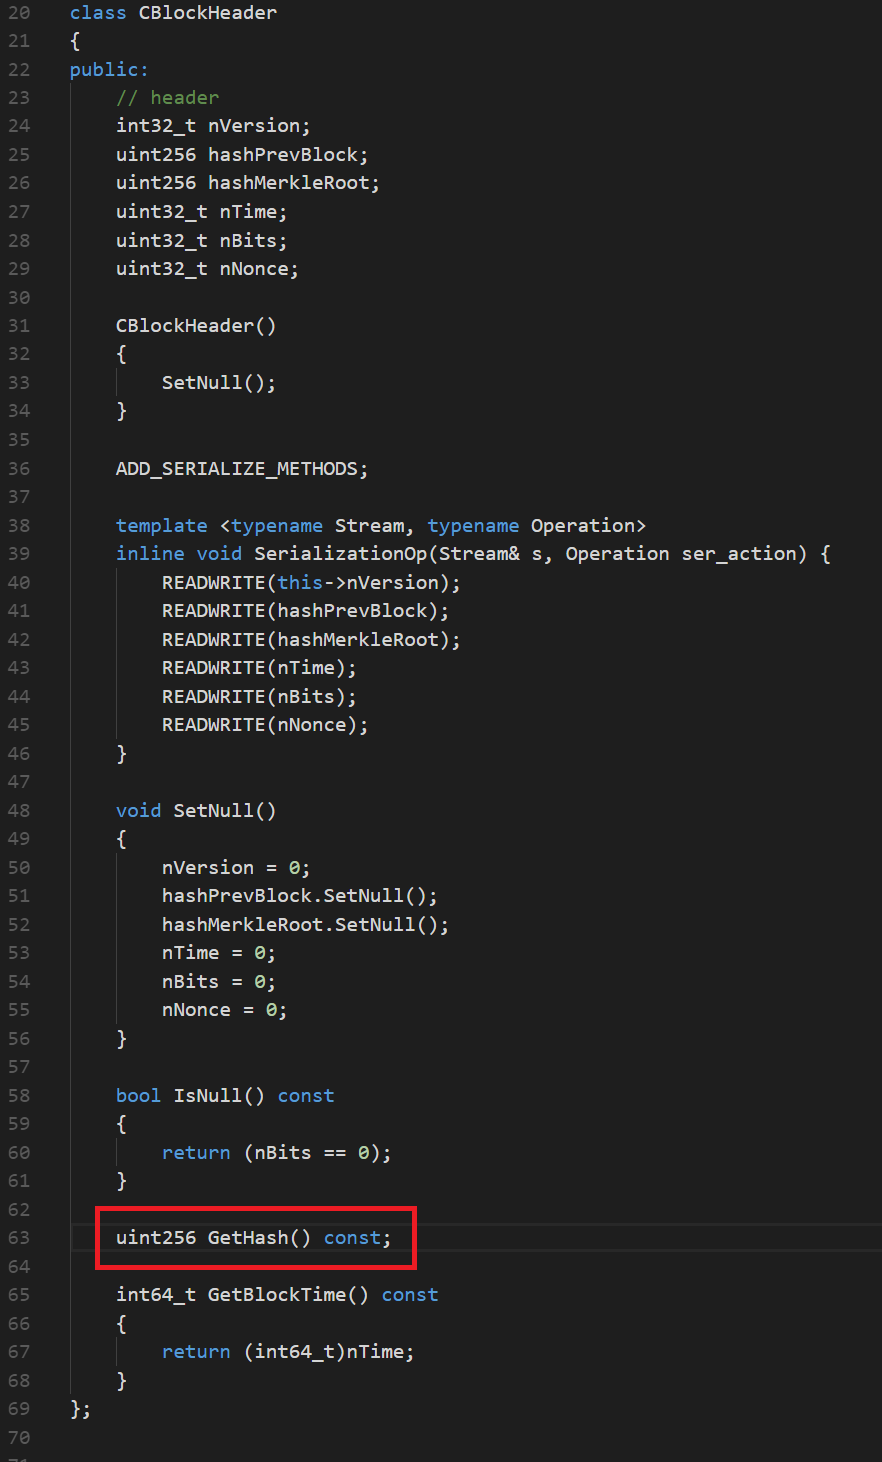 20 class CBlockHeader
21 {
22 public:
23 // header
24 int32_t nVersion;
25 uint256 hashPrevBlock;
26 uint256 hashMerkleRoot;
27 uint32_t nTime;
28 uint32_t nBits;
29 uint32_t nNonce;
30
31 CBlockHeader()
32 {
33 SetNull();
34 }
35
36 ADD_SERIALIZE_METHODS;
37
38 template <typename Stream, typename Operation>
39 inline void SerializationOp(Stream& s, Operation ser_action) {
40 READWRITE(this->nVersion);
41 READWRITE(hashPrevBlock);
42 READWRITE(hashMerkleRoot);
43 READWRITE(nTime);
44 READWRITE(nBits);
45 READWRITE(nNonce);
46 }
47
48 void SetNull()
49 {
50 nVersion = 0;
51 hashPrevBlock.SetNull();
52 hashMerkleRoot.SetNull();
53 nTime = 0;
54 nBits = 0;
55 nNonce = 0;
56 }
57
58 bool IsNull() const
59 {
60 return (nBits == 0);
61 }
62
63 uint256 GetHash() const;
64
65 int64_t GetBlockTime() const
66 {
67 return (int64_t)nTime;
68 }
69 };
70